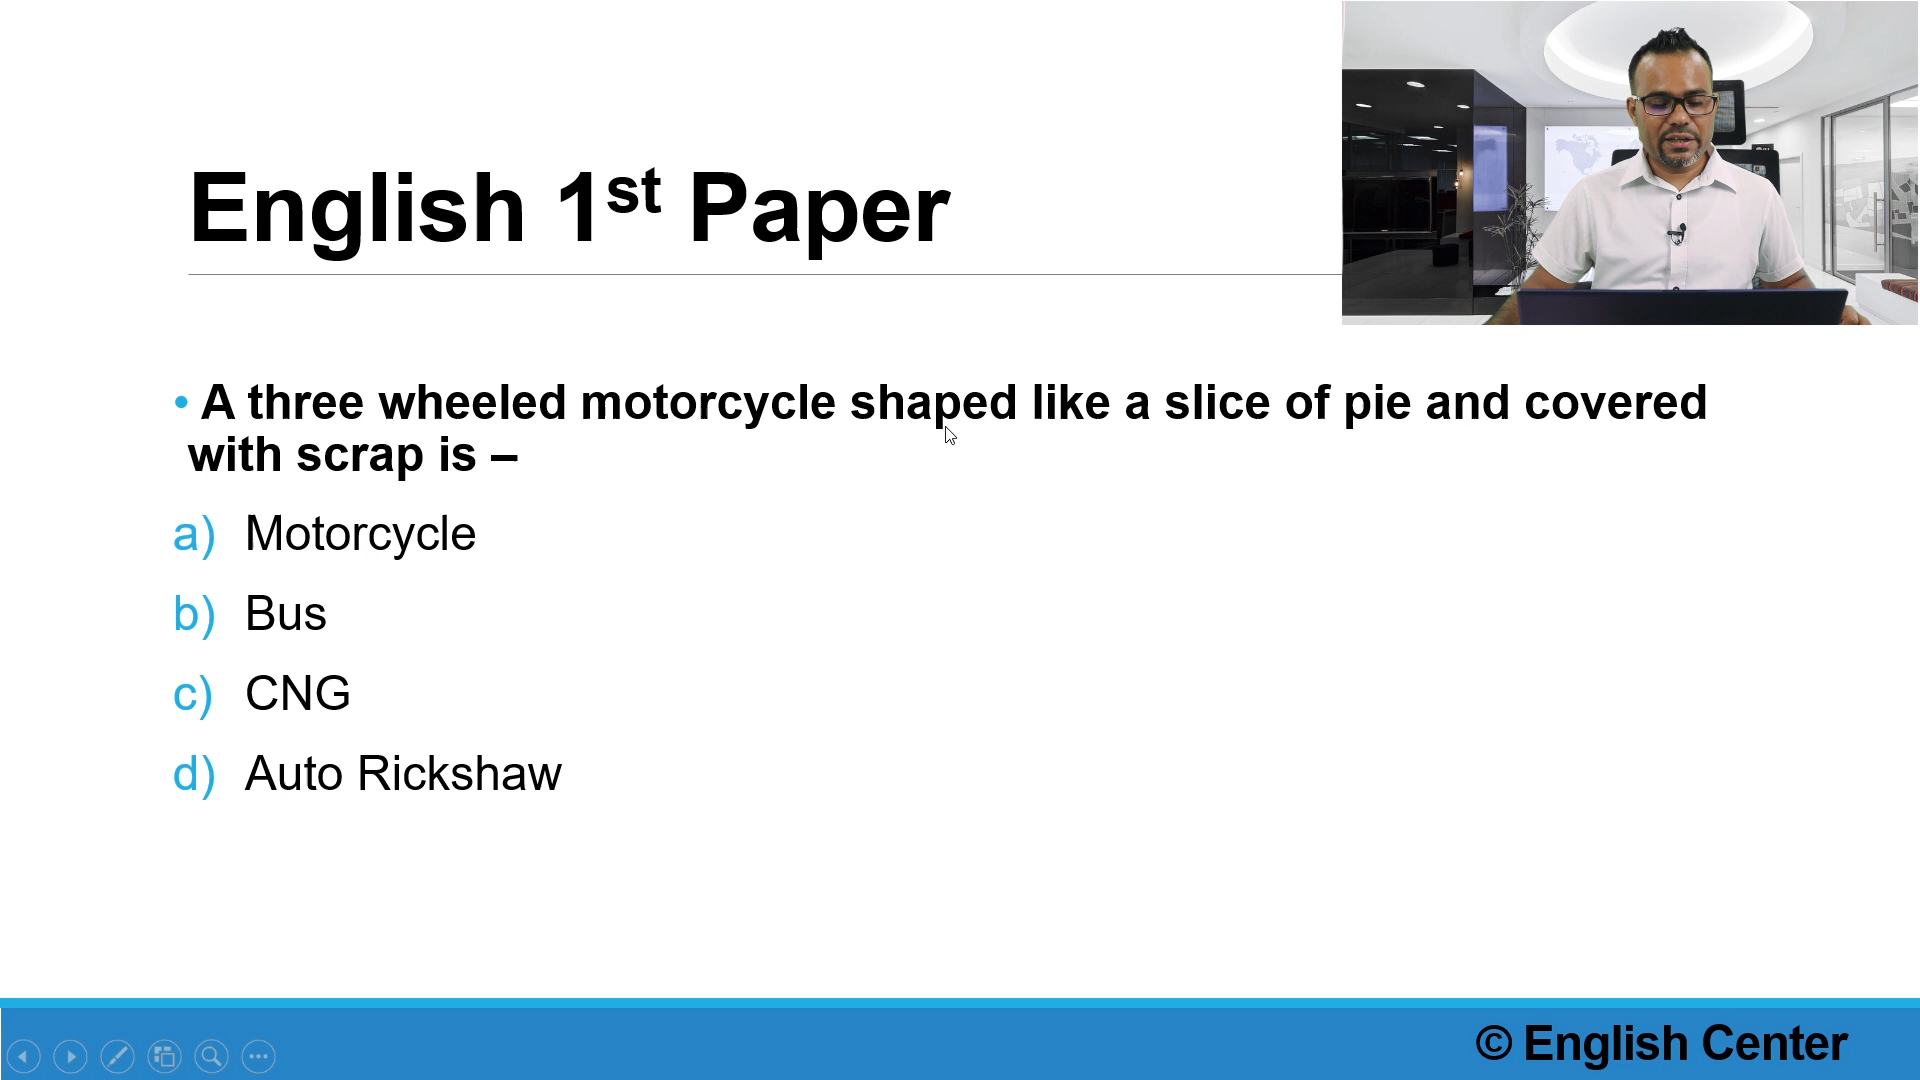 English 1st Paper
• A three wheeled motorcycle shaped like a slice of pie and covered
with scrap is –
a) Motorcycle
b) Bus
c) CNG
d) Auto Rickshaw
© English Center